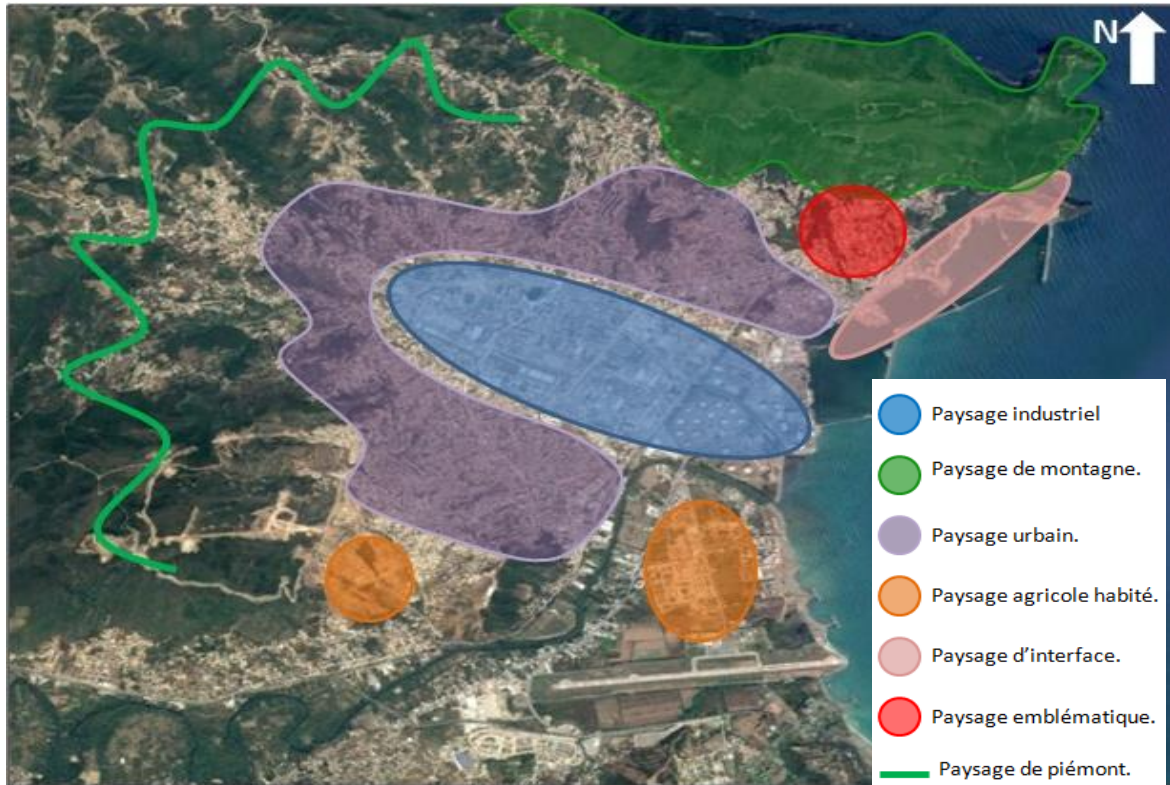 N
Paysage industriel
Paysage de montagne.
Paysage urbain.
Paysage agricole habité.
Paysage d’interface.
Paysage emblématique.
Paysage de piémont.